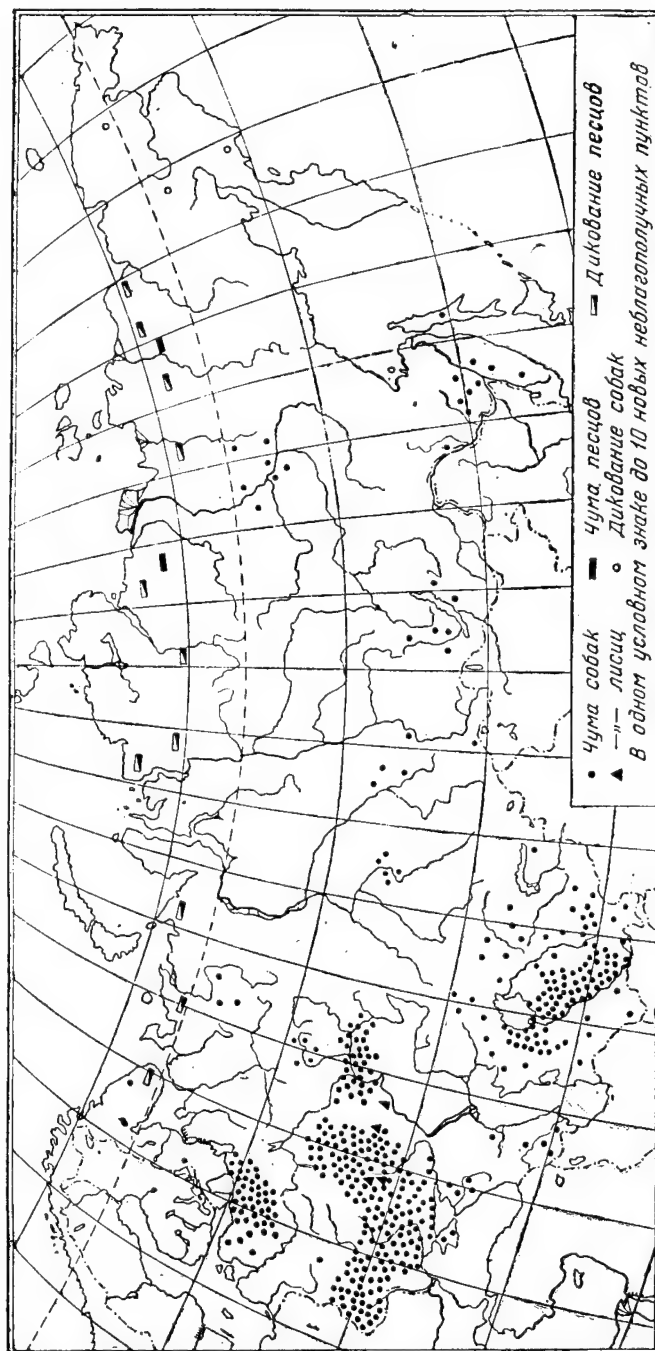 • Чума собак ▬ Чума песцов Дикование песцов
▲ —„— лисиц ○ Дикование собак
В одном условном знаке до 10 новых неблагополучных пунктов